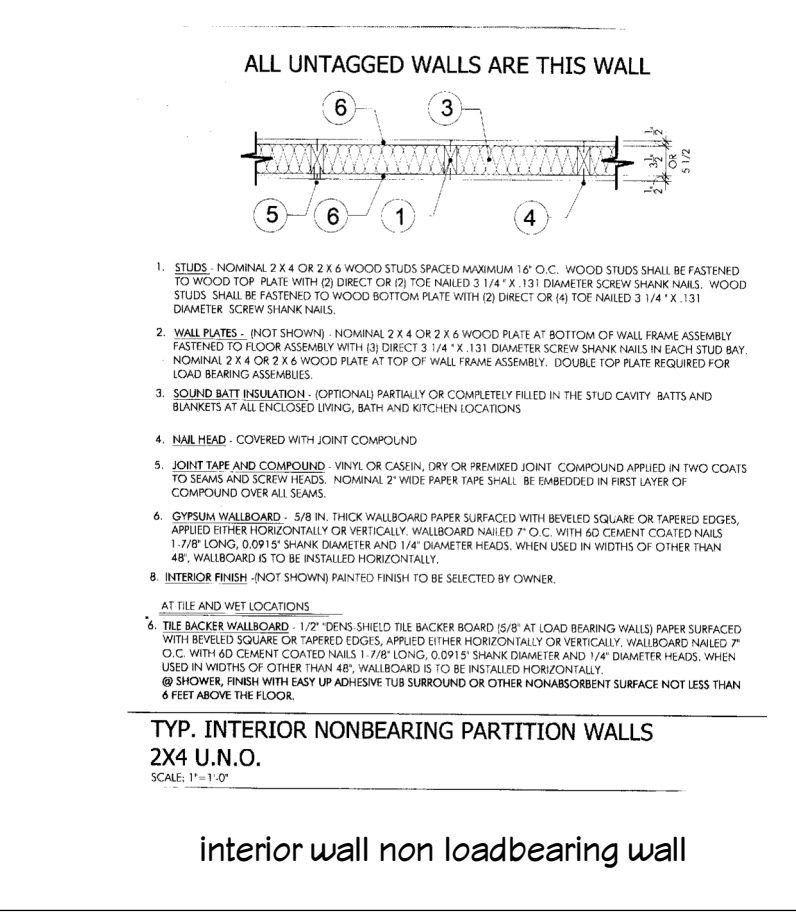 ALL UNTAGGED WALLS ARE THIS WALL
6 3
1"
2
3 1/2
OR
5 1/2
1"
2
5 6 1 4
1. STUDS - NOMINAL 2 X 4 OR 2 X 6 WOOD STUDS SPACED MAXIMUM 16" O.C. WOOD STUDS SHALL BE FASTENED
TO WOOD TOP PLATE WITH (2) DIRECT OR (2) TOE NAILED 3 1/4 " X .131 DIAMETER SCREW SHANK NAILS. WOOD
STUDS SHALL BE FASTENED TO WOOD BOTTOM PLATE WITH (2) DIRECT OR (4) TOE NAILED 3 1/4 "X .131
DIAMETER SCREW SHANK NAILS.
2. WALL PLATES - (NOT SHOWN) - NOMINAL 2 X 4 OR 2 X 6 WOOD PLATE AT BOTTOM OF WALL FRAME ASSEMBLY
FASTENED TO FLOOR ASSEMBLY WITH (3) DIRECT 3 1/4 " X .131 DIAMETER SCREW SHANK NAILS IN EACH STUD BAY.
NOMINAL 2 X 4 OR 2 X 6 WOOD PLATE AT TOP OF WALL FRAME ASSEMBLY. DOUBLE TOP PLATE REQUIRED FOR
LOAD BEARING ASSEMBLIES.
3. SOUND BATT INSULATION - (OPTIONAL) PARTIALLY OR COMPLETELY FILLED IN THE STUD CAVITY BATTS AND
BLANKETS AT ALL ENCLOSED LIVING, BATH AND KITCHEN LOCATIONS
4. NAIL HEAD - COVERED WITH JOINT COMPOUND
5. JOINT TAPE AND COMPOUND - VINYL OR CASEIN, DRY OR PREMIXED JOINT COMPOUND APPLIED IN TWO COATS
TO SEAMS AND SCREW HEADS. NOMINAL 2" WIDE PAPER TAPE SHALL BE EMBEDDED IN FIRST LAYER OF
COMPOUND OVER ALL SEAMS.
6. GYPSUM WALLBOARD - 5/8 IN. THICK WALLBOARD PAPER SURFACED WITH BEVELED SQUARE OR TAPERED EDGES,
APPLIED EITHER HORIZONTALLY OR VERTICALLY. WALLBOARD NAILED 7" O.C. WITH 6D CEMENT COATED NAILS
1-7/8" LONG, 0.0915" SHANK DIAMETER AND 1/4" DIAMETER HEADS. WHEN USED IN WIDTHS OF OTHER THAN
48", WALLBOARD IS TO BE INSTALLED HORIZONTALLY.
8. INTERIOR FINISH -(NOT SHOWN) PAINTED FINISH TO BE SELECTED BY OWNER.
AT TILE AND WET LOCATIONS
*6. TILE BACKER WALLBOARD - 1/2" "DENS-SHIELD TILE BACKER BOARD (5/8" AT LOAD BEARING WALLS) PAPER SURFACED
WITH BEVELED SQUARE OR TAPERED EDGES, APPLIED EITHER HORIZONTALLY OR VERTICALLY. WALLBOARD NAILED 7"
O.C. WITH 6D CEMENT COATED NAILS 1-7/8" LONG, 0.0915" SHANK DIAMETER AND 1/4" DIAMETER HEADS. WHEN
USED IN WIDTHS OF OTHER THAN 48", WALLBOARD IS TO BE INSTALLED HORIZONTALLY.
@ SHOWER, FINISH WITH EASY UP ADHESIVE TUB SURROUND OR OTHER NONABSORBENT SURFACE NOT LESS THAN
6 FEET ABOVE THE FLOOR.
TYP. INTERIOR NONBEARING PARTITION WALLS
2X4 U.N.O.
SCALE: 1"=1'-0"
interior wall non loadbearing wall